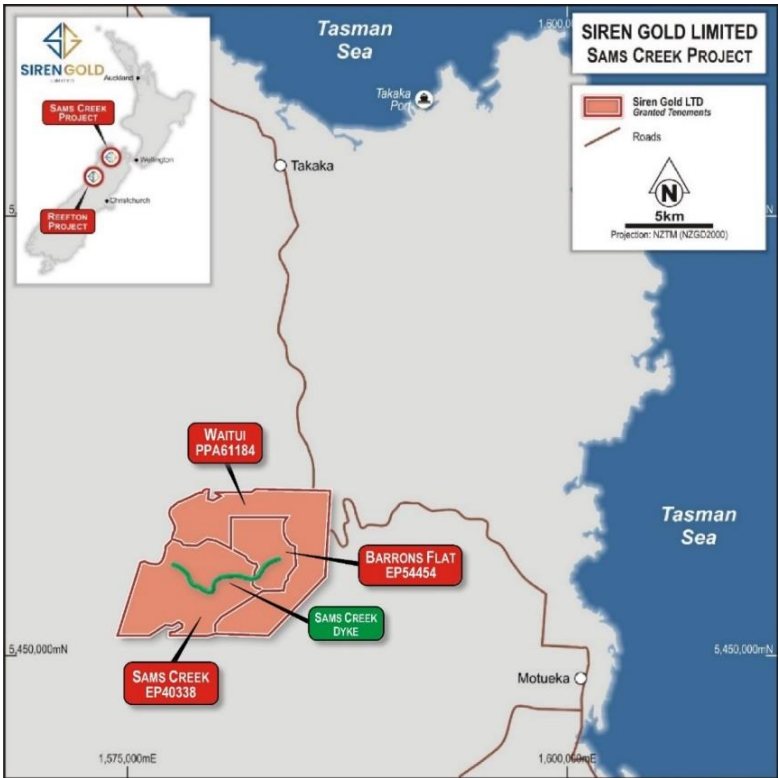 SIREN GOLD LIMITED
SAMS CREEK PROJECT
Siren Gold LTD
Granted Tenements
Roads
N
5km
Projection: NZTM (NZGD2000)
SIRENGOLD
LIMITED
Auckland
SAMS CREEK
PROJECT
Wellington
Christchurch
REEFTON
PROJECT
Tasman
Sea
1,600,000mE
Takaka
Port
Takaka
WAITUI
PPA61184
BARRONS FLAT
EP54454
SAMS CREEK
DYKE
SAMS CREEK
EP40338
Tasman
Sea
5,450,000mN
5,450,000mN
Motueka
1,575,000mE
1,600,000mE